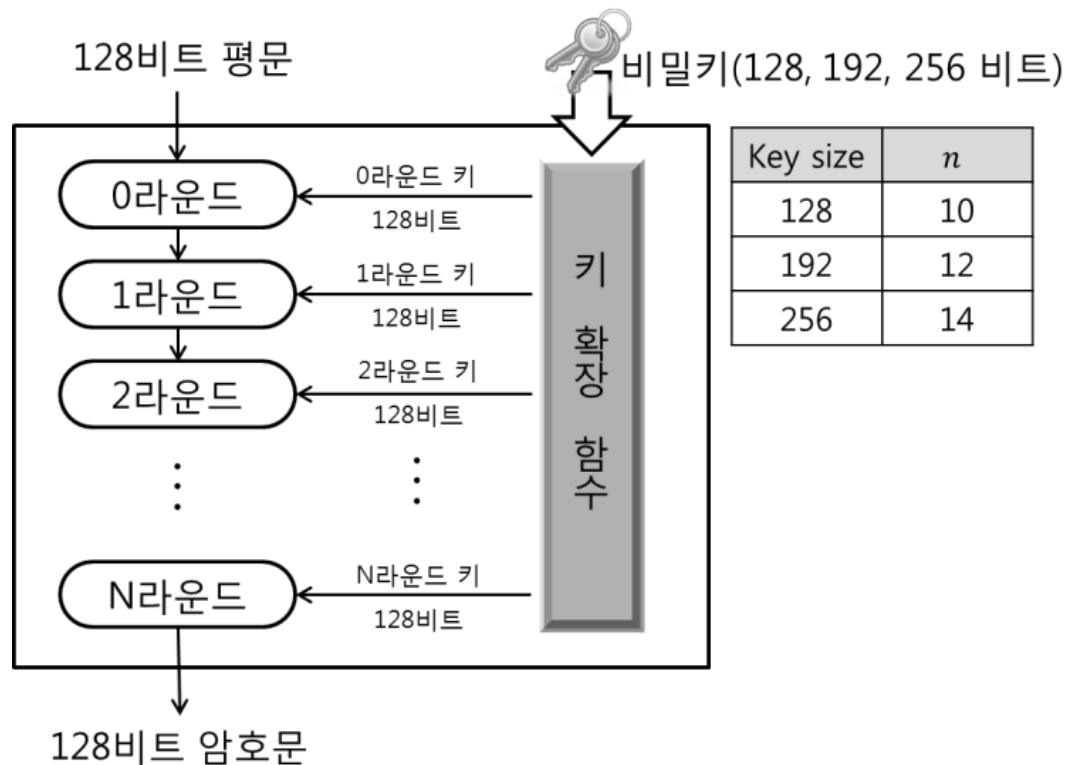 128비트 평문
비밀키(128, 192, 256 비트)
0라운드
0라운드 키
128비트
1라운드
1라운드 키
128비트
2라운드
2라운드 키
128비트
⋮
⋮
N라운드
N라운드 키
128비트
키 확장 함수
128비트 암호문
Key size n
128 10
192 12
256 14